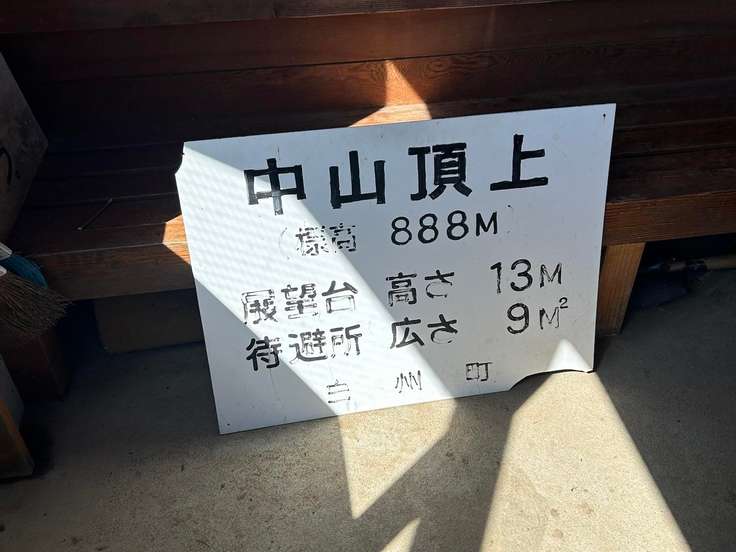 中山頂上
(標高 888M)
展望台 高さ 13M
待避所 広さ 9M²
白州町